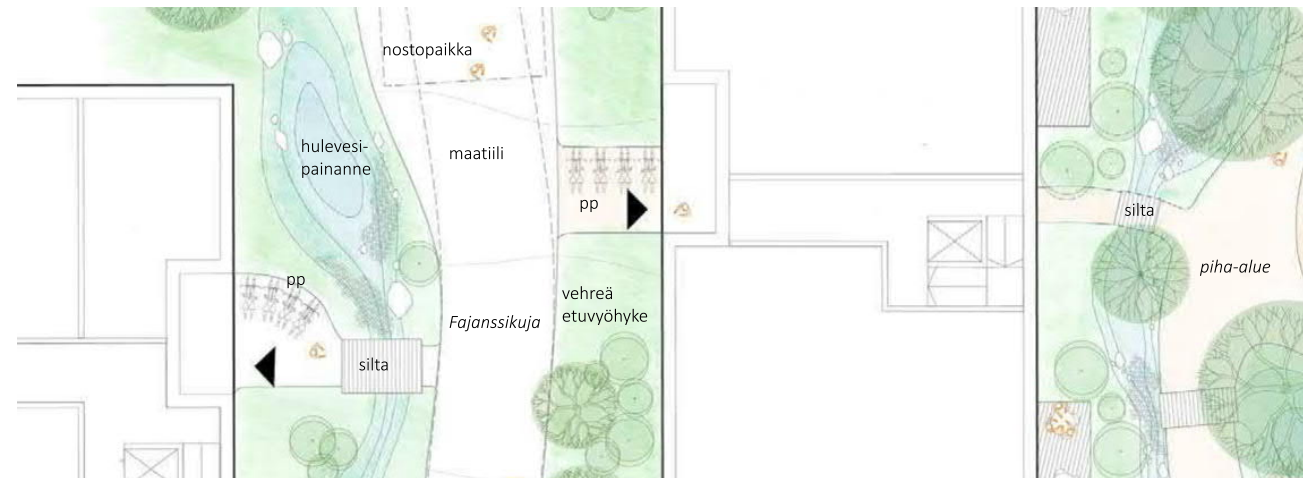 nostopaikka
hulevesi-
painanne
maatiili
pp
silta
piha-alue
pp
vehreä
etuvyöhyke
Fajanssikuja
silta